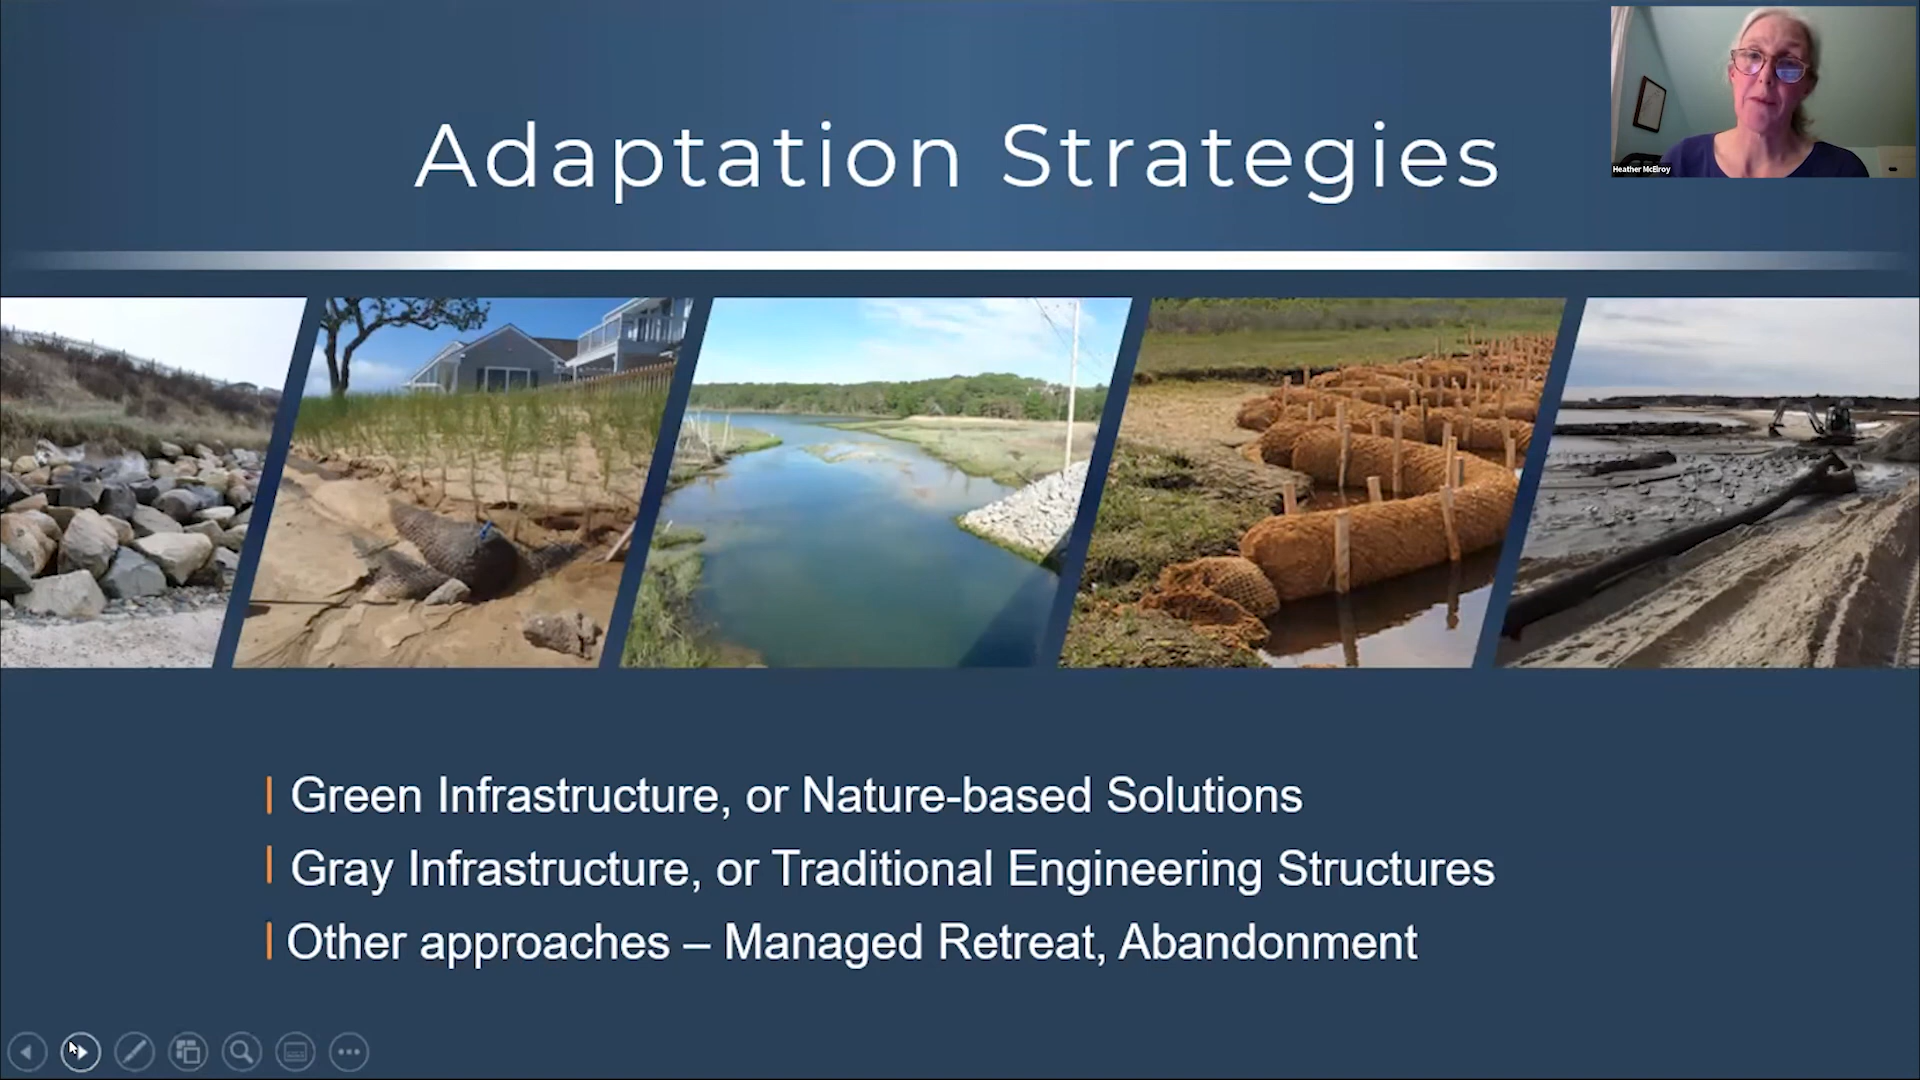 Adaptation Strategies
Heather McElroy
Green Infrastructure, or Nature-based Solutions
Gray Infrastructure, or Traditional Engineering Structures
Other approaches – Managed Retreat, Abandonment